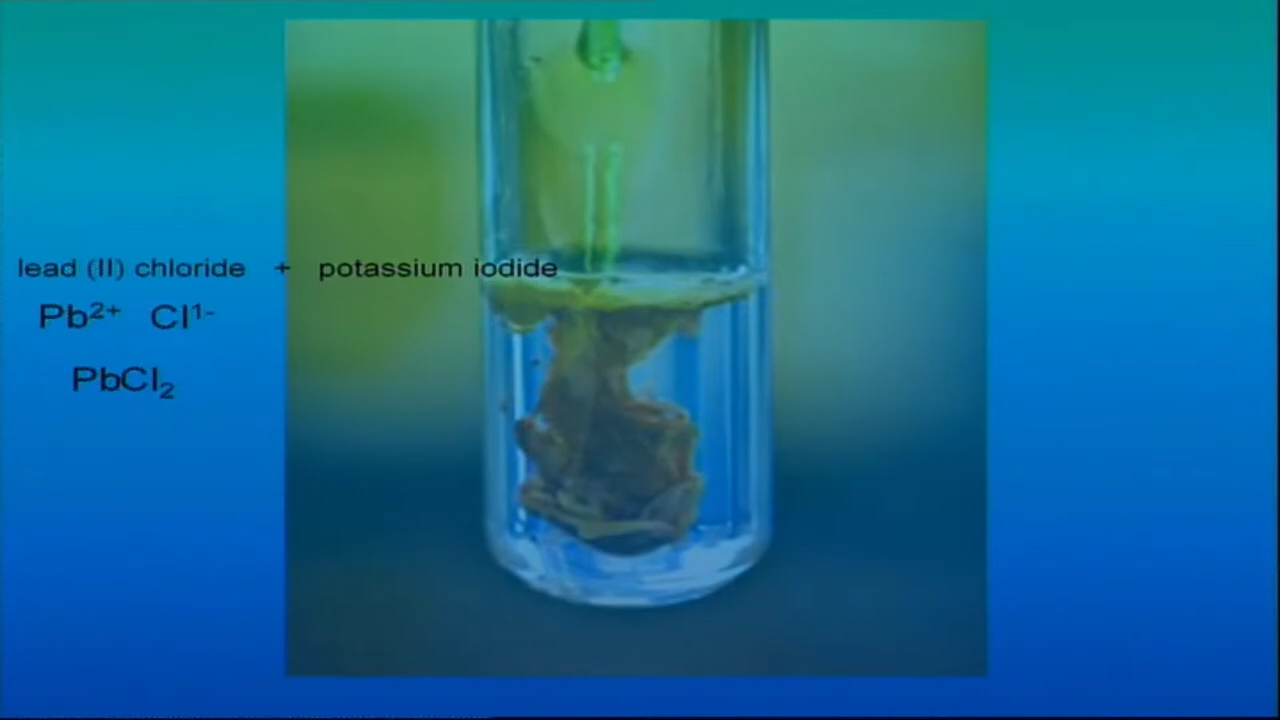 lead (II) chloride + potassium iodide
Pb²⁺ Cl¹⁻
PbCl₂